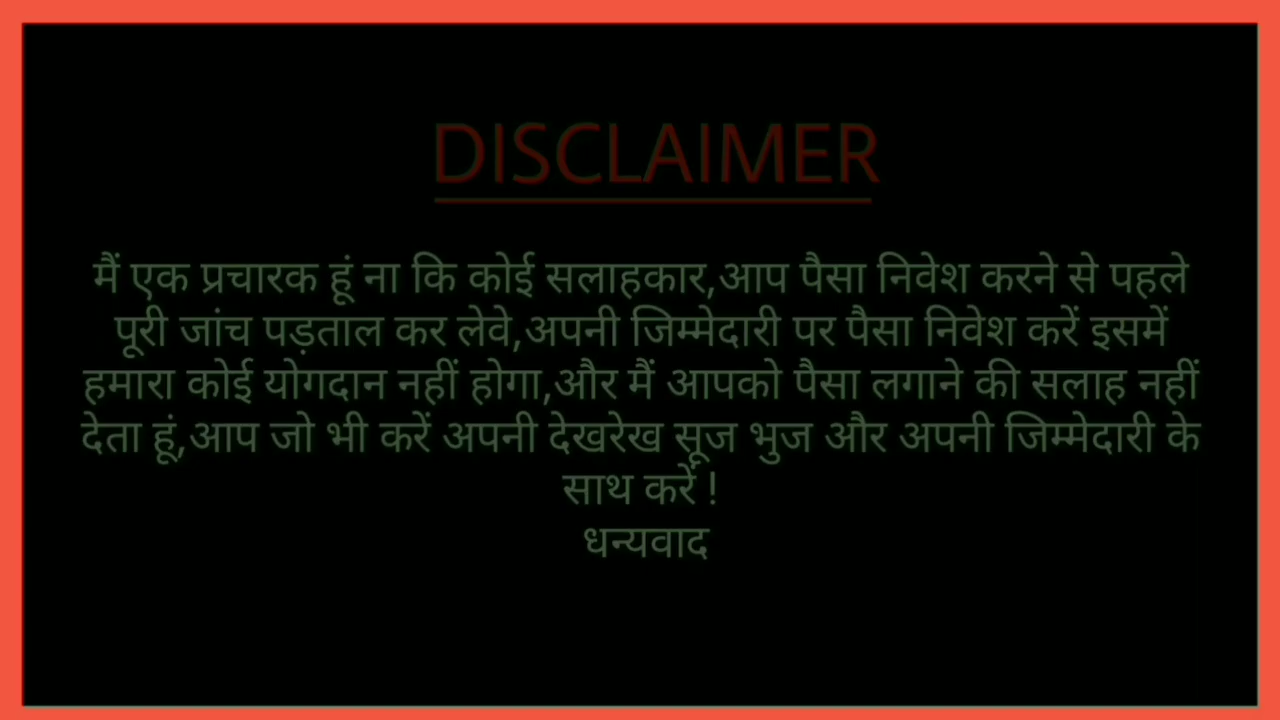 DISCLAIMER
मैं एक प्रचारक हूं ना कि कोई सलाहकार,आप पैसा निवेश करने से पहले
पूरी जांच पड़ताल कर लेवे,अपनी जिम्मेदारी पर पैसा निवेश करें इसमें
हमारा कोई योगदान नहीं होगा,और मैं आपको पैसा लगाने की सलाह नहीं
देता हूं,आप जो भी करें अपनी देखरेख सूज भुज और अपनी जिम्मेदारी के
साथ करें !
धन्यवाद